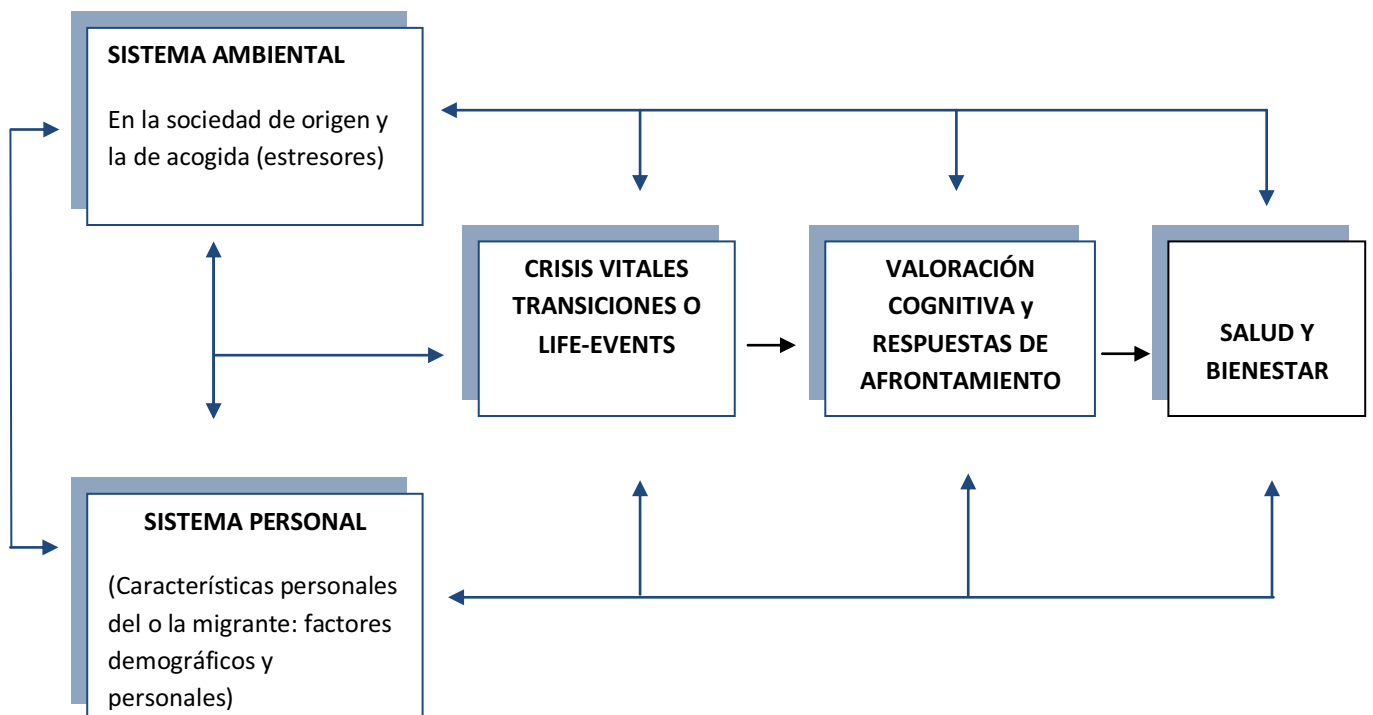 SISTEMA AMBIENTAL
En la sociedad de origen y
la de acogida (estresores)
CRISIS VITALES
TRANSICIONES O
LIFE-EVENTS
VALORACIÓN
COGNITIVA y
RESPUESTAS DE
AFRONTAMIENTO
SALUD Y
BIENESTAR
SISTEMA PERSONAL
(Características personales
del o la migrante: factores
demográficos y
personales)